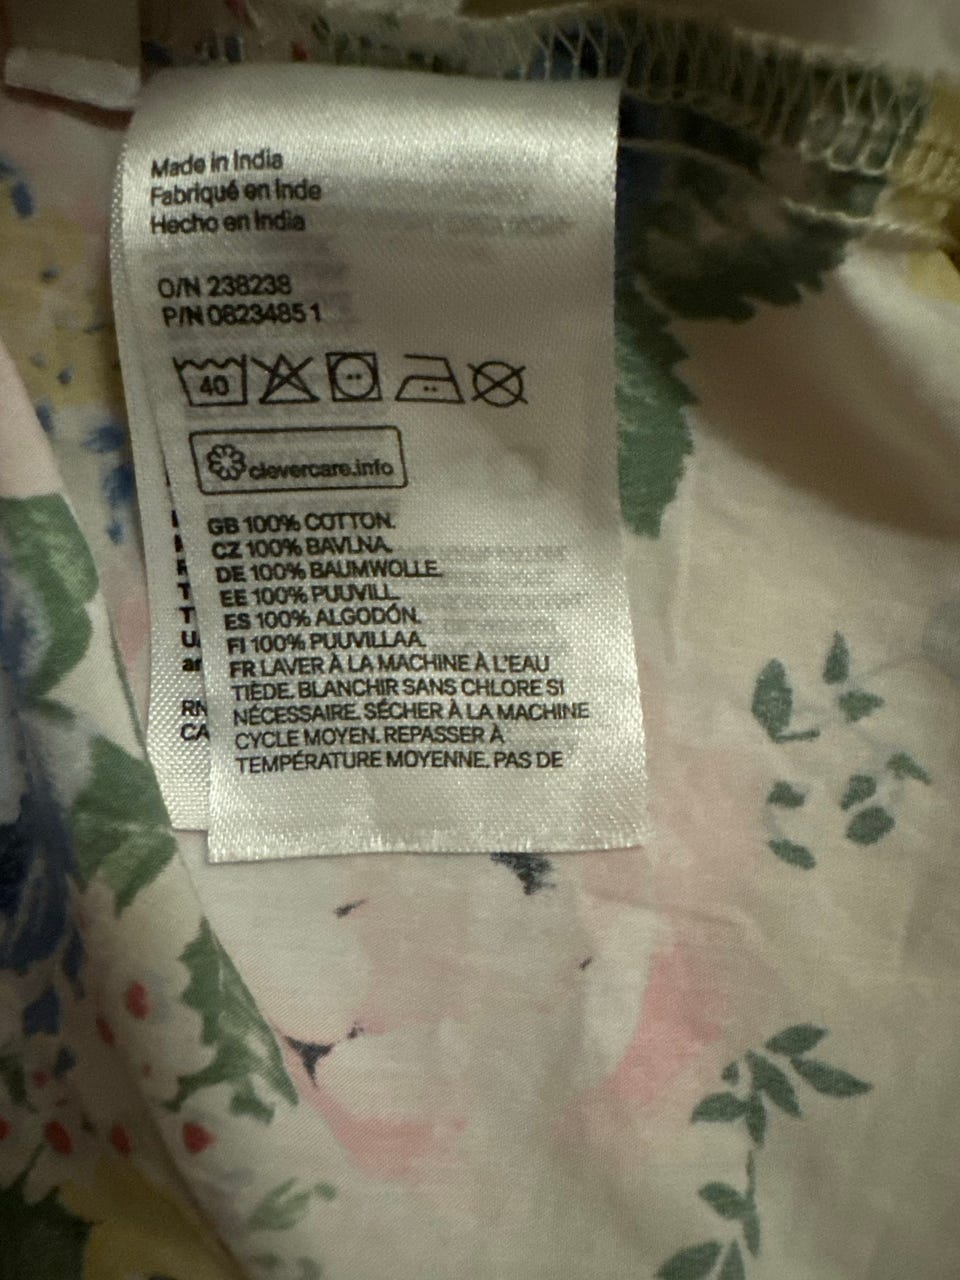 Made in India
Fabriqué en Inde
Hecho en India
O/N 238238
P/N 08234851
40
clevercare.info
GB 100% COTTON.
CZ 100% BAVLNA.
DE 100% BAUMWOLLE.
EE 100% PUUVILL.
ES 100% ALGODÓN.
FI 100% PUUVILLAA.
FR LAVER À LA MACHINE À L'EAU
TIÈDE. BLANCHIR SANS CHLORE SI
NÉCESSAIRE. SÉCHER À LA MACHINE
CYCLE MOYEN. REPASSER À
TEMPÉRATURE MOYENNE. PAS DE
RN
CA